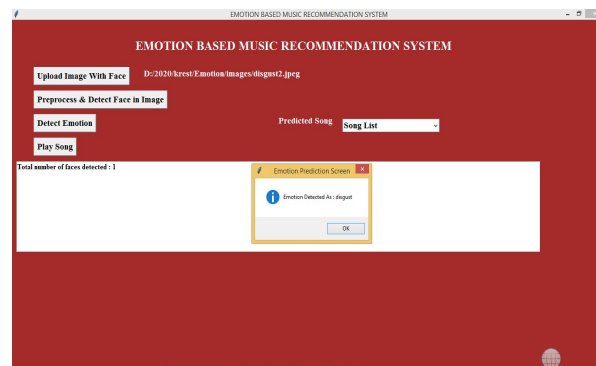 EMOTION BASED MUSIC RECOMMENDATION SYSTEM
EMOTION BASED MUSIC RECOMMENDATION SYSTEM
Upload Image With Face D:/2020/krest/Emotion/images/disgust2.jpeg
Preprocess & Detect Face in Image
Detect Emotion Predicted Song Song List
Play Song
Total number of faces detected : 1
Emotion Prediction Screen
Emotion Detected As : disgust
OK